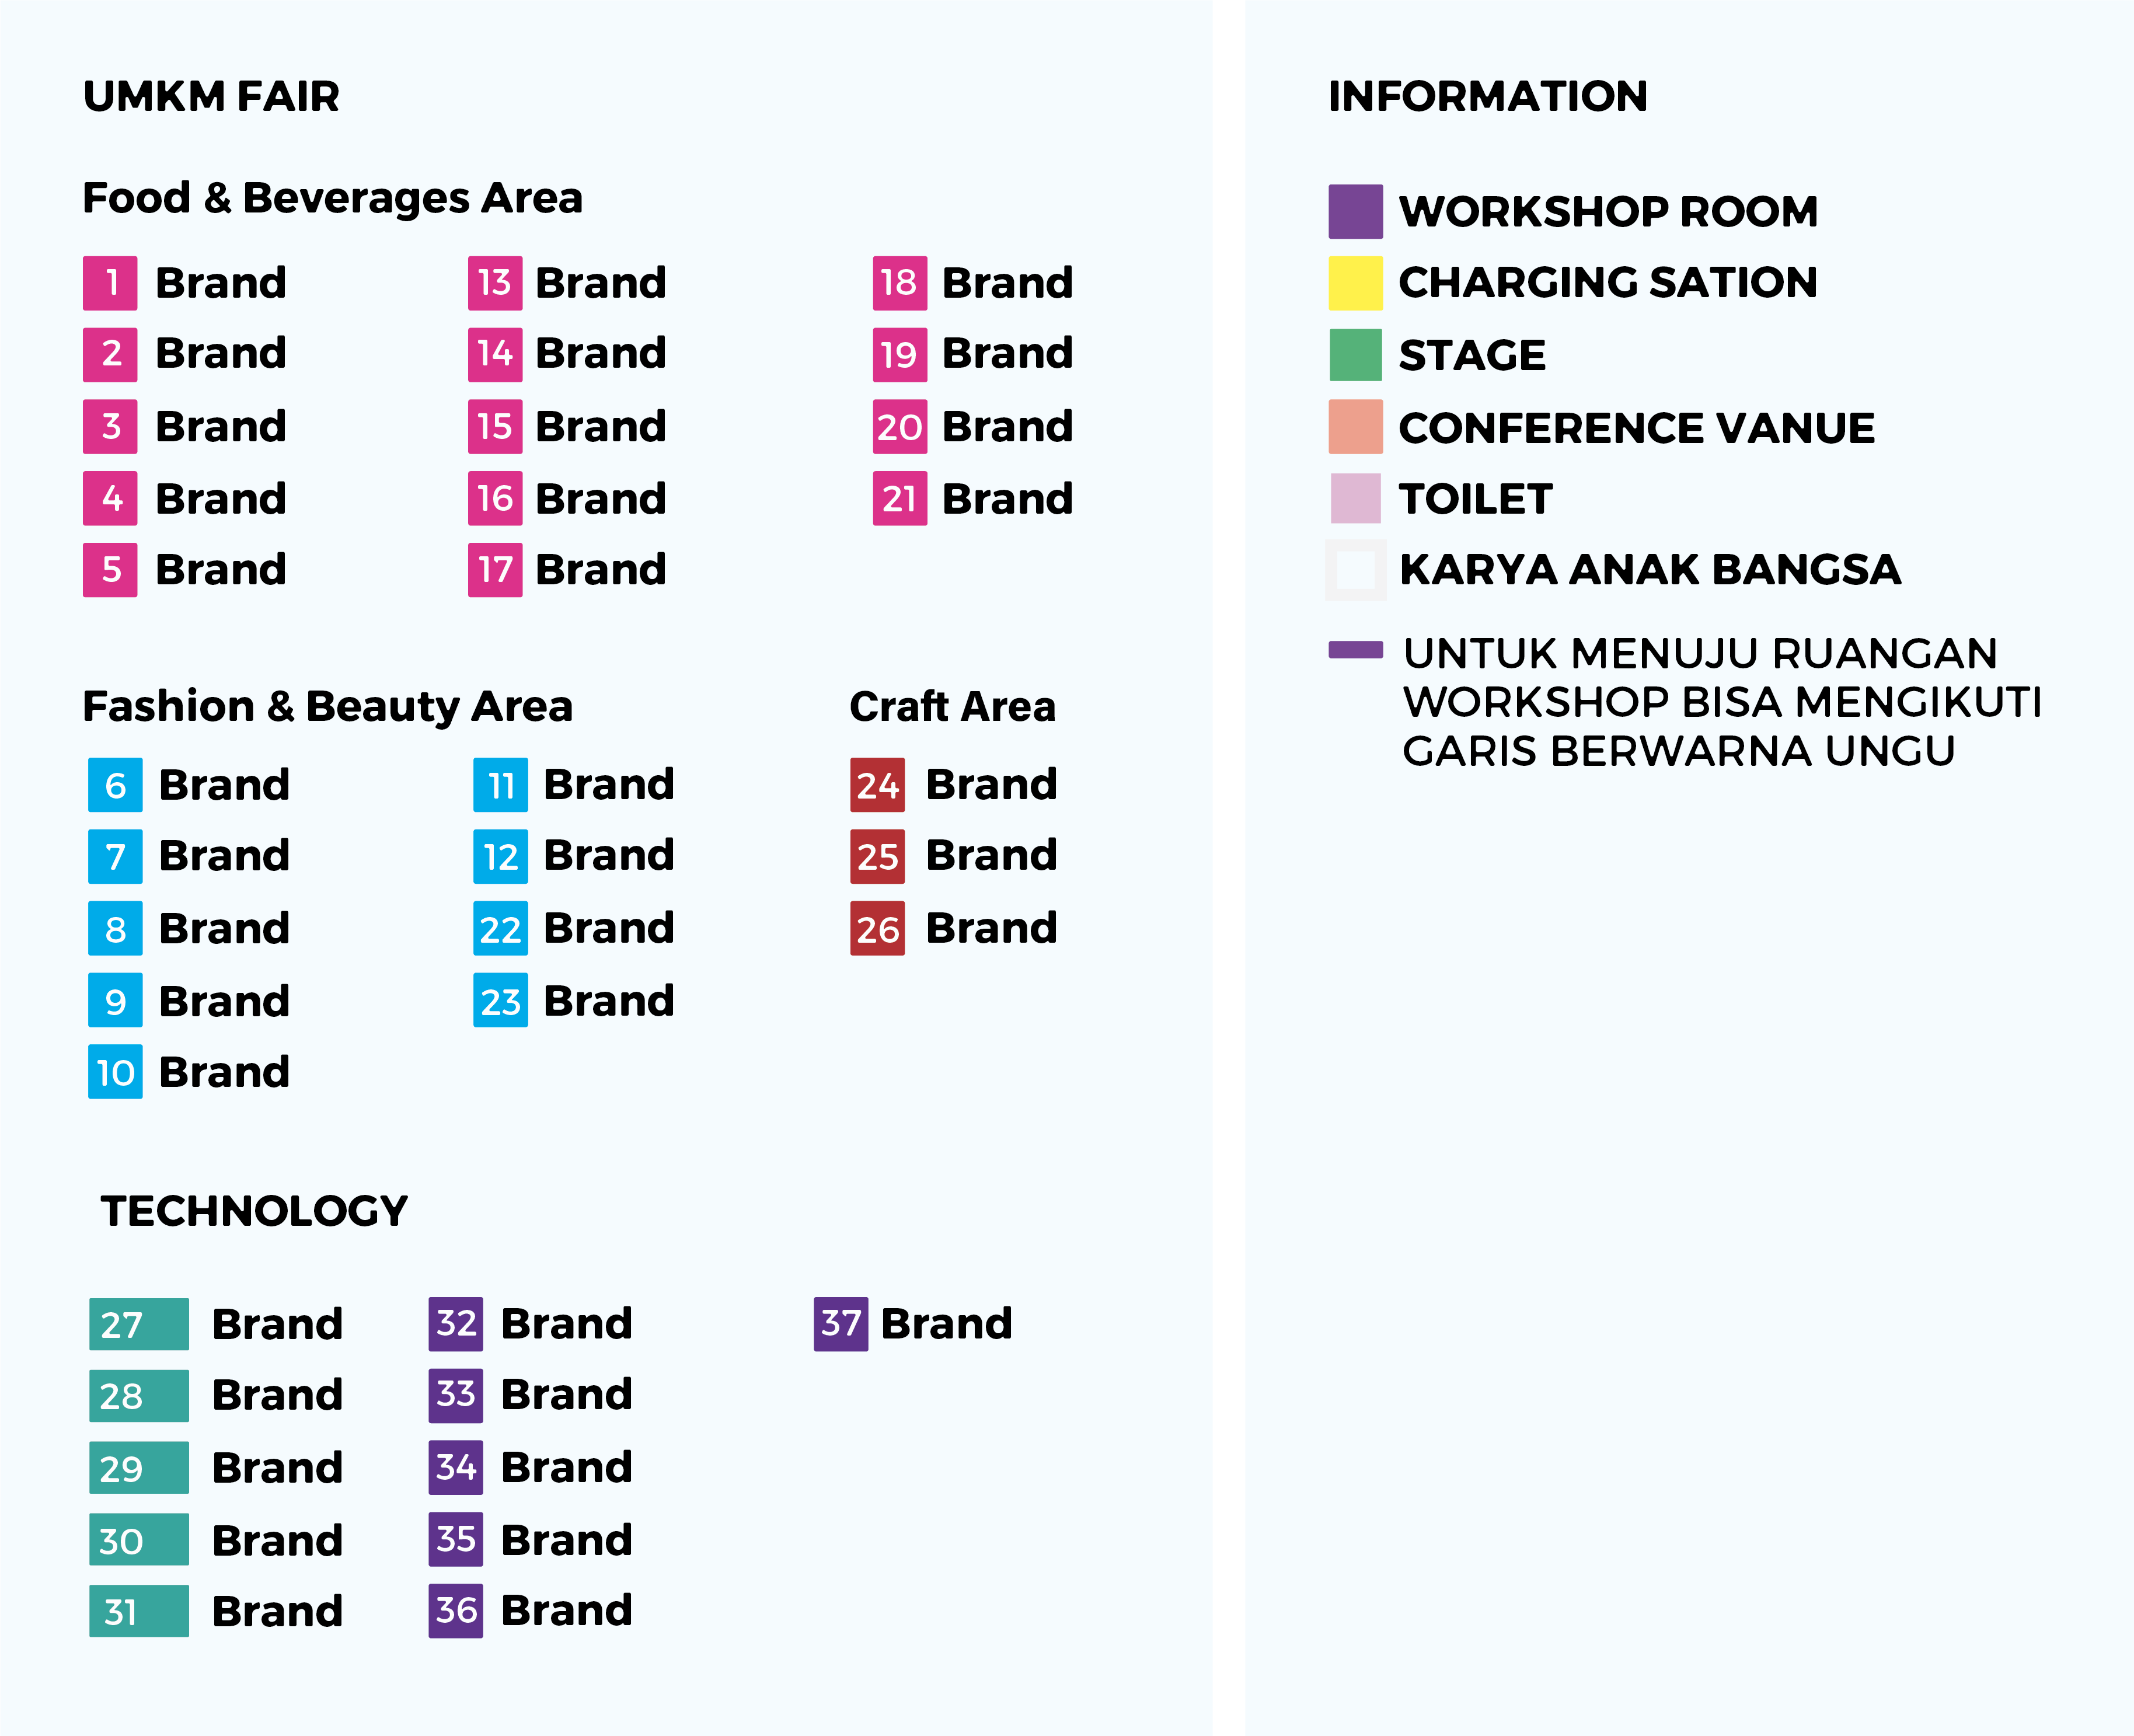 UMKM FAIR
Food & Beverages Area
1 Brand
2 Brand
3 Brand
4 Brand
5 Brand
13 Brand
14 Brand
15 Brand
16 Brand
17 Brand
18 Brand
19 Brand
20 Brand
21 Brand
Fashion & Beauty Area
6 Brand
7 Brand
8 Brand
9 Brand
10 Brand
11 Brand
12 Brand
22 Brand
23 Brand
Craft Area
24 Brand
25 Brand
26 Brand
TECHNOLOGY
27 Brand
28 Brand
29 Brand
30 Brand
31 Brand
32 Brand
33 Brand
34 Brand
35 Brand
36 Brand
37 Brand
INFORMATION
WORKSHOP ROOM
CHARGING SATION
STAGE
CONFERENCE VANUE
TOILET
KARYA ANAK BANGSA
UNTUK MENUJU RUANGAN
WORKSHOP BISA MENGIKUTI
GARIS BERWARNA UNGU